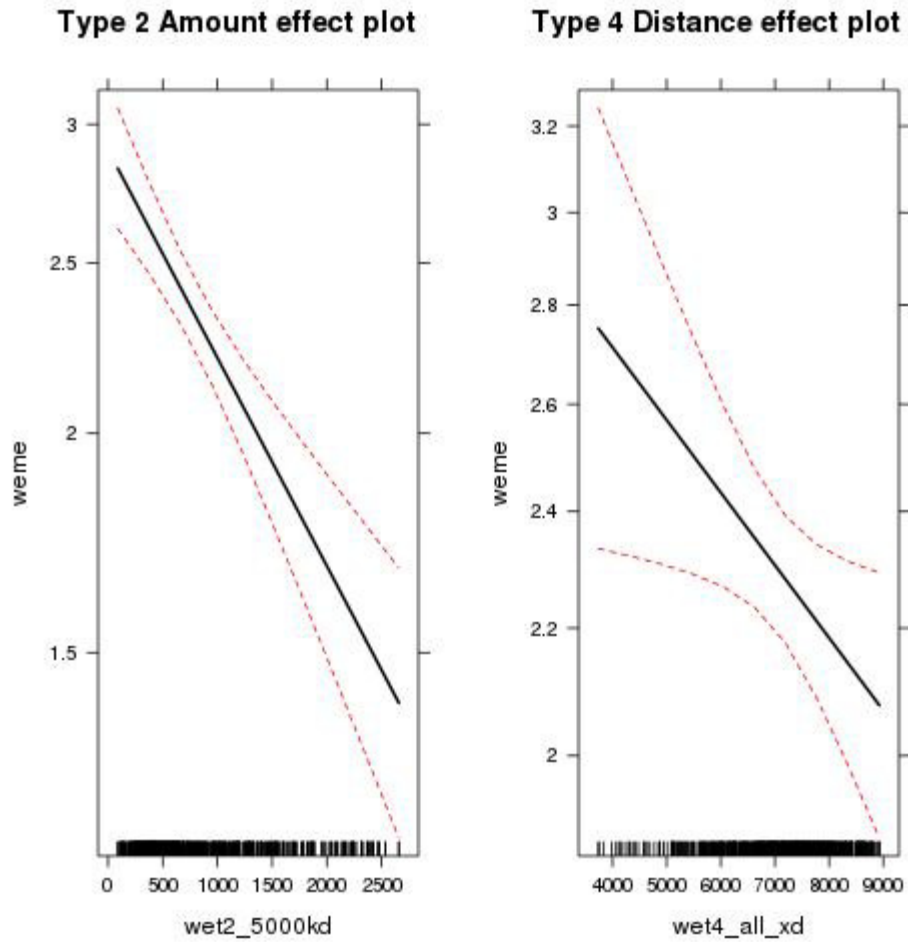 Type 2 Amount effect plot
0 500 1000 1500 2000 2500
3
2.5
2
1.5
weme
wet2_5000kd
Type 4 Distance effect plot
3.2
3
2.8
2.6
2.4
2.2
2
weme
4000 5000 6000 7000 8000 9000
wet4_all_xd